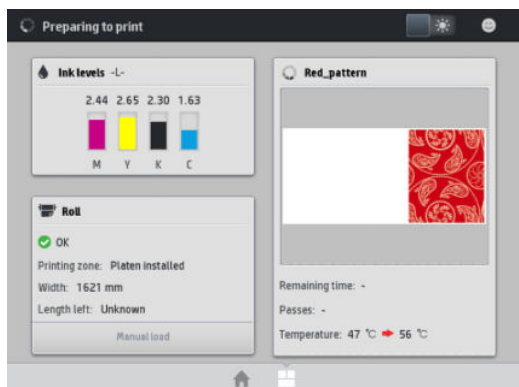 Preparing to print
Ink levels -L-
2.44 2.65 2.30 1.63
M Y K C
Roll
OK
Printing zone: Platen installed
Width: 1621 mm
Length left: Unknown
Manual load
Red_pattern
Remaining time: -
Passes: -
Temperature: 47 °C 56 °C